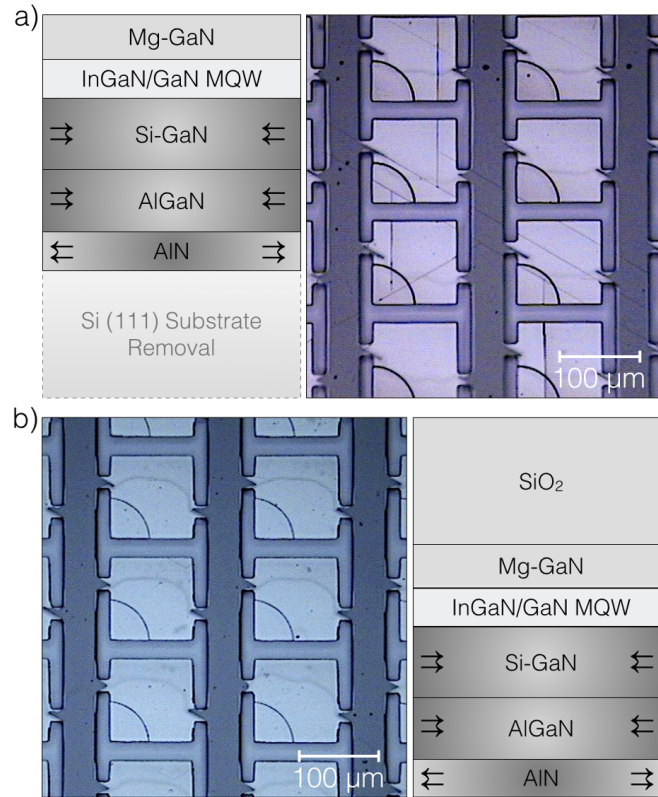 a)
Mg-GaN
InGaN/GaN MQW
Si-GaN
AlGaN
AlN
Si (111) Substrate
Removal
100 µm
b)
100 µm
SiO₂
Mg-GaN
InGaN/GaN MQW
Si-GaN
AlGaN
AlN